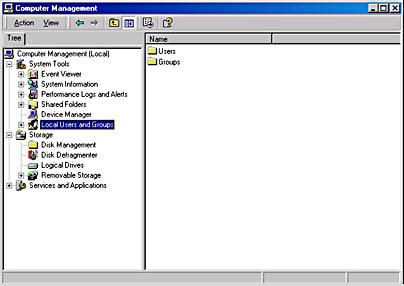 Computer Management
Action View
Tree
Name
Computer Management (Local)
System Tools
Event Viewer
System Information
Performance Logs and Alerts
Shared Folders
Device Manager
Local Users and Groups
Storage
Disk Management
Disk Defragmenter
Logical Drives
Removable Storage
Services and Applications
Users
Groups